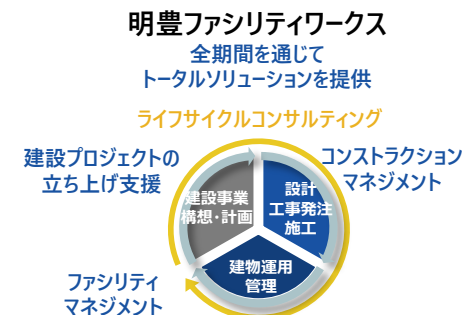 明豊ファシリティワークス
全期間を通じて
トータルソリューションを提供
ライフサイクルコンサルティング
建設プロジェクトの
立ち上げ支援
コンストラクション
マネジメント
建設事業
構想・計画
設計
工事発注
施工
建物運用
管理
ファシリティ
マネジメント